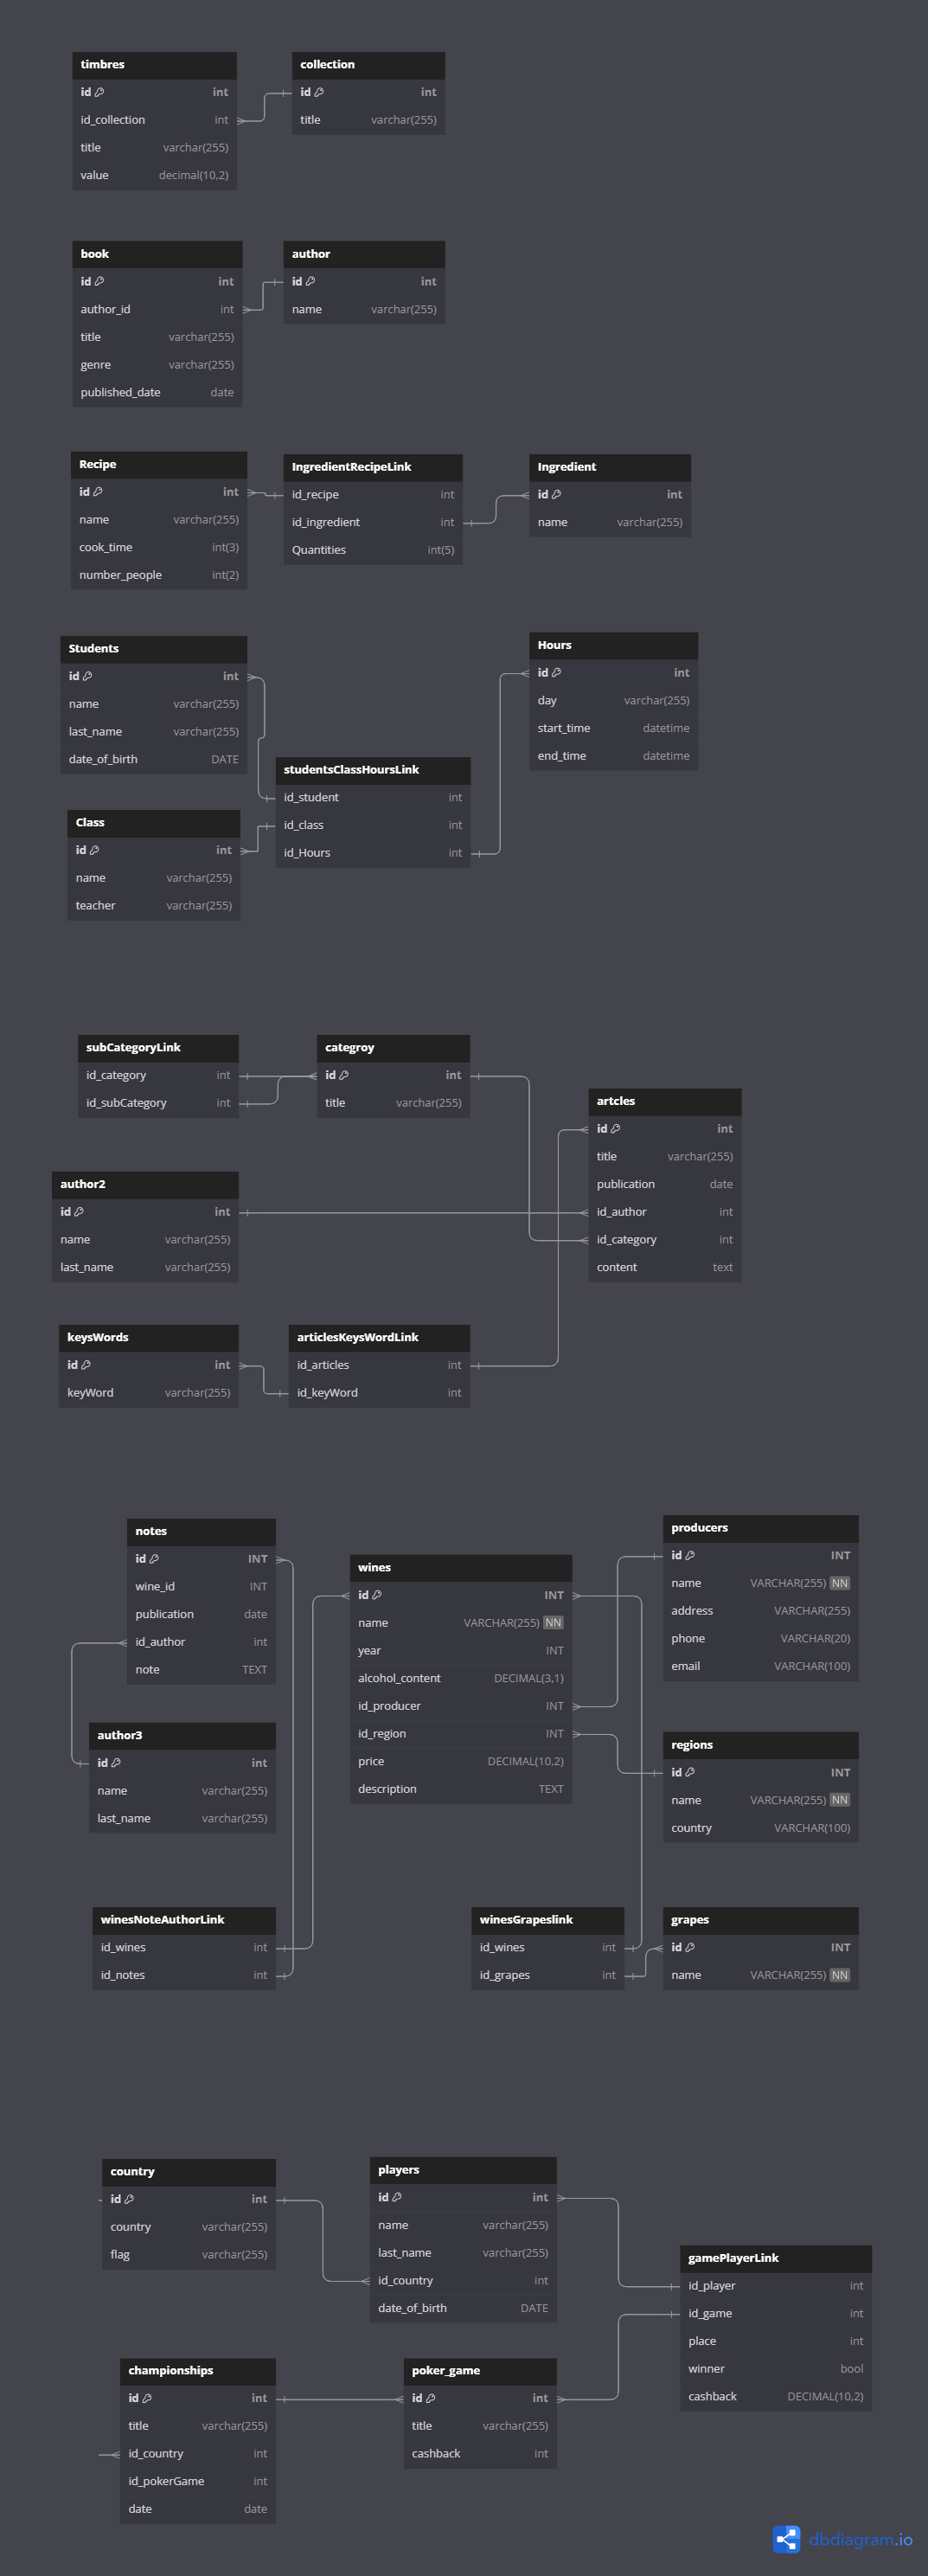 timbres
id int
id_collection int
title varchar(255)
value decimal(10,2)
collection
id int
title varchar(255)
book
id int
author_id int
title varchar(255)
genre varchar(255)
published_date date
author
id int
name varchar(255)
Recipe
id int
name varchar(255)
cook_time int(3)
number_people int(2)
IngredientRecipeLink
id_recipe int
id_ingredient int
Quantities int(5)
Ingredient
id int
name varchar(255)
Students
id int
name varchar(255)
last_name varchar(255)
date_of_birth DATE
Hours
id int
day varchar(255)
start_time datetime
end_time datetime
studentsClassHoursLink
id_student int
id_class int
id_Hours int
Class
id int
name varchar(255)
teacher varchar(255)
subCategoryLink
id_category int
id_subCategory int
categroy
id int
title varchar(255)
artcles
id int
title varchar(255)
publication date
id_author int
id_category int
content text
author2
id int
name varchar(255)
last_name varchar(255)
keysWords
id int
keyWord varchar(255)
articlesKeysWordLink
id_articles int
id_keyWord int
notes
id INT
wine_id INT
publication date
id_author int
note TEXT
wines
id INT
name VARCHAR(255) NN
year INT
alcohol_content DECIMAL(3,1)
id_producer INT
id_region INT
price DECIMAL(10,2)
description TEXT
producers
id INT
name VARCHAR(255) NN
address VARCHAR(255)
phone VARCHAR(20)
email VARCHAR(100)
author3
id int
name varchar(255)
last_name varchar(255)
regions
id INT
name VARCHAR(255) NN
country VARCHAR(100)
winesNoteAuthorLink
id_wines int
id_notes int
winesGrapeslink
id_wines int
id_grapes int
grapes
id INT
name VARCHAR(255) NN
country
id int
country varchar(255)
flag varchar(255)
players
id int
name varchar(255)
last_name varchar(255)
id_country int
date_of_birth DATE
gamePlayerLink
id_player int
id_game int
place int
winner bool
cashback DECIMAL(10,2)
championships
id int
title varchar(255)
id_country int
id_pokerGame int
date date
poker_game
id int
title varchar(255)
cashback int
dbdiagram.io